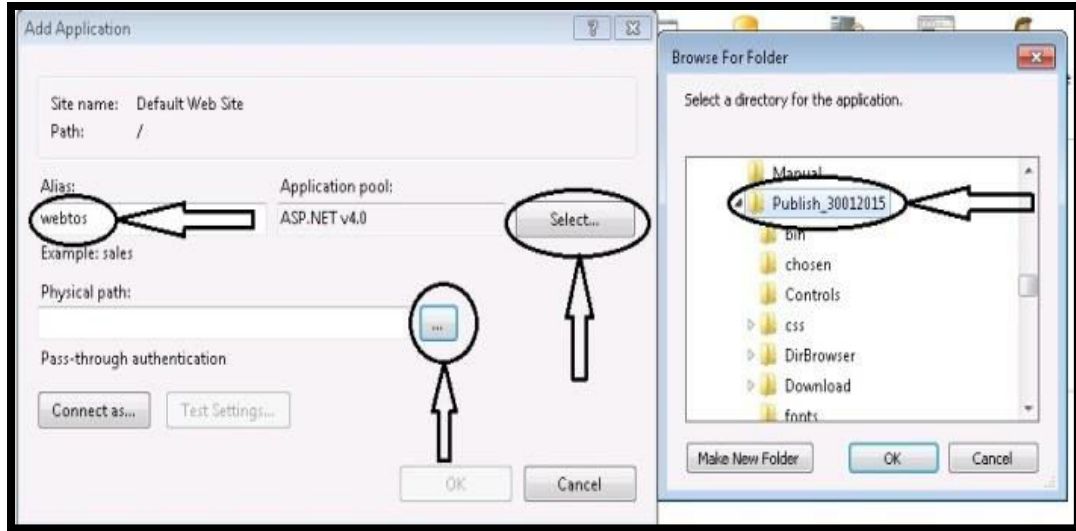 Add Application
Site name: Default Web Site
Path: /
Alias:
Application pool:
webtos
ASP.NET v4.0
Select...
Example: sales
Physical path:
...
Pass-through authentication
Connect as...
Test Settings...
OK
Cancel
Browse For Folder
Select a directory for the application.
Manual
Publish_30012015
bin
chosen
Controls
css
DirBrowser
Download
fonts
Make New Folder
OK
Cancel